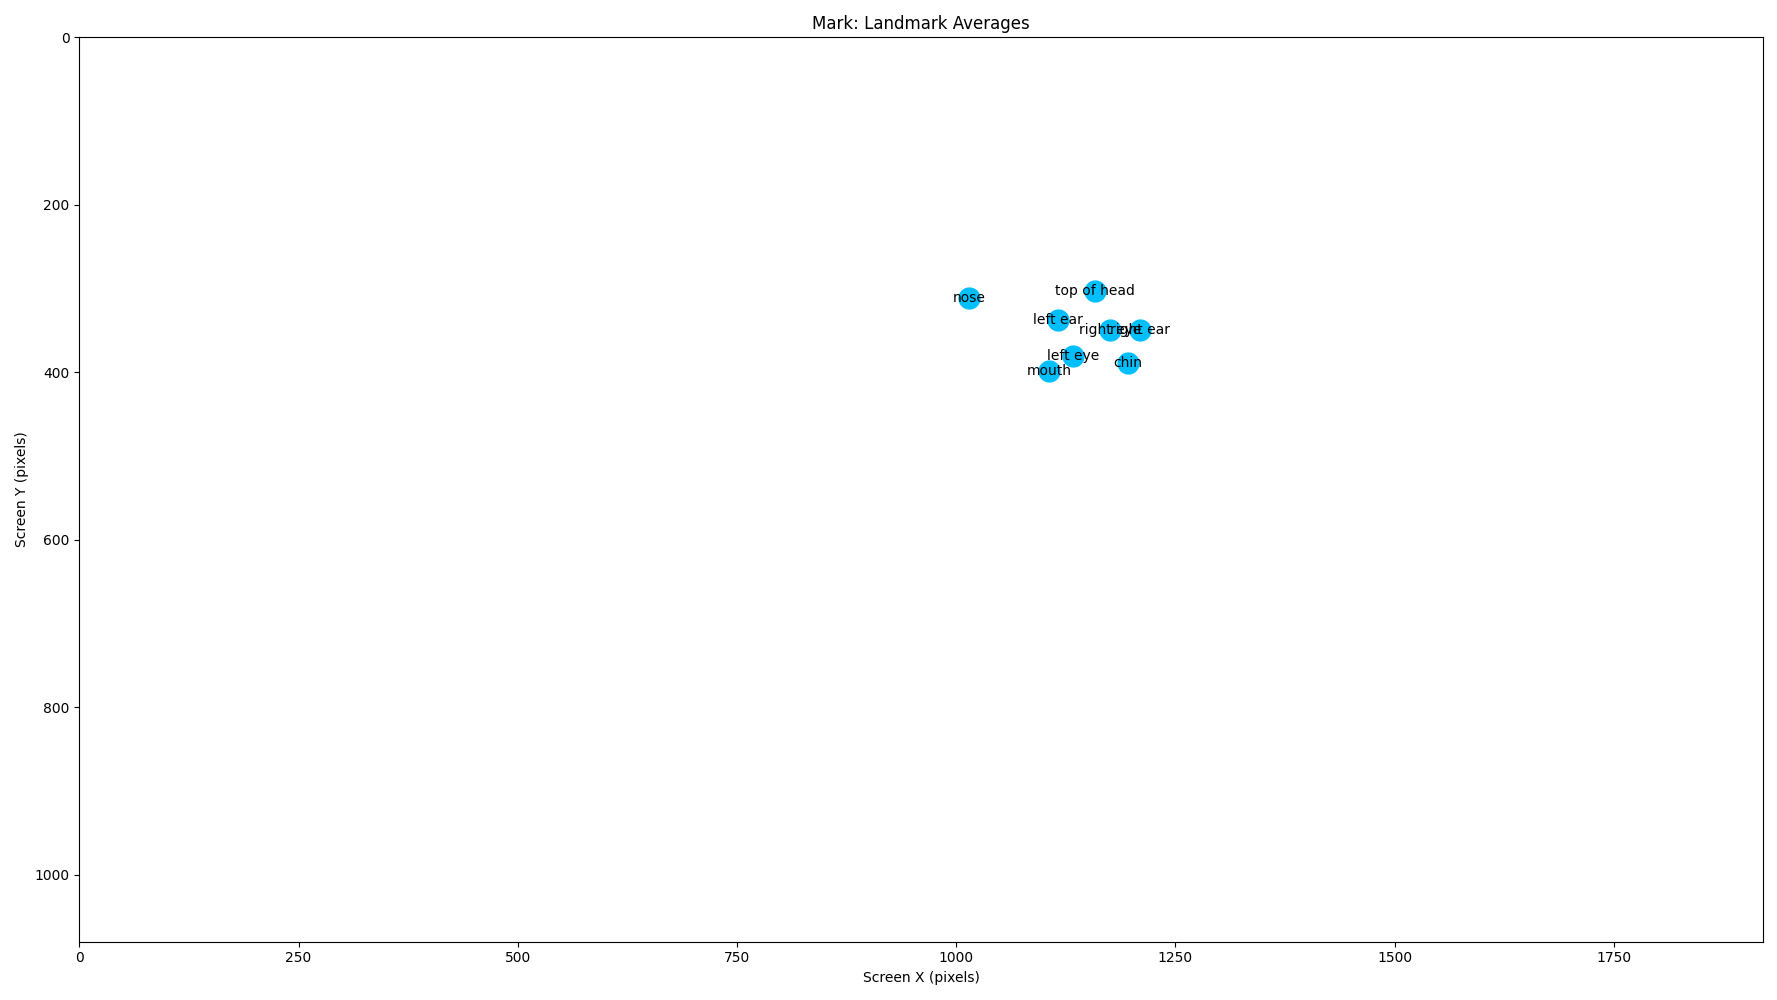 Mark: Landmark Averages
0
200
400
600
800
1000
Screen Y (pixels)
nose
top of head
left ear
right eye
right ear
left eye
chin
mouth
0
250
500
750
1000
1250
1500
1750
Screen X (pixels)